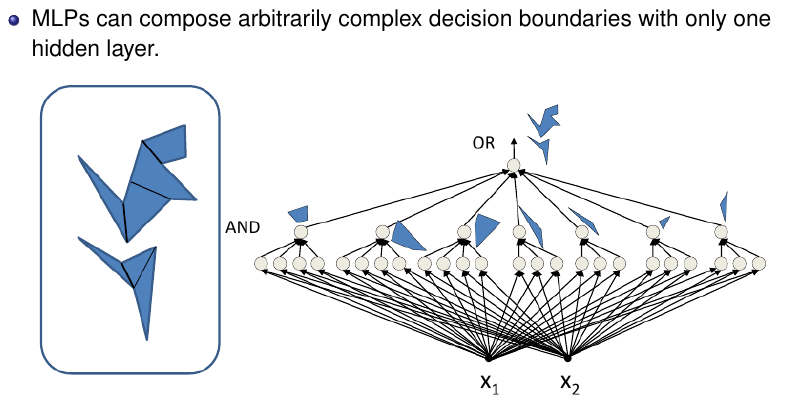 MLPs can compose arbitrarily complex decision boundaries with only one
hidden layer.
OR
AND
x1 x2